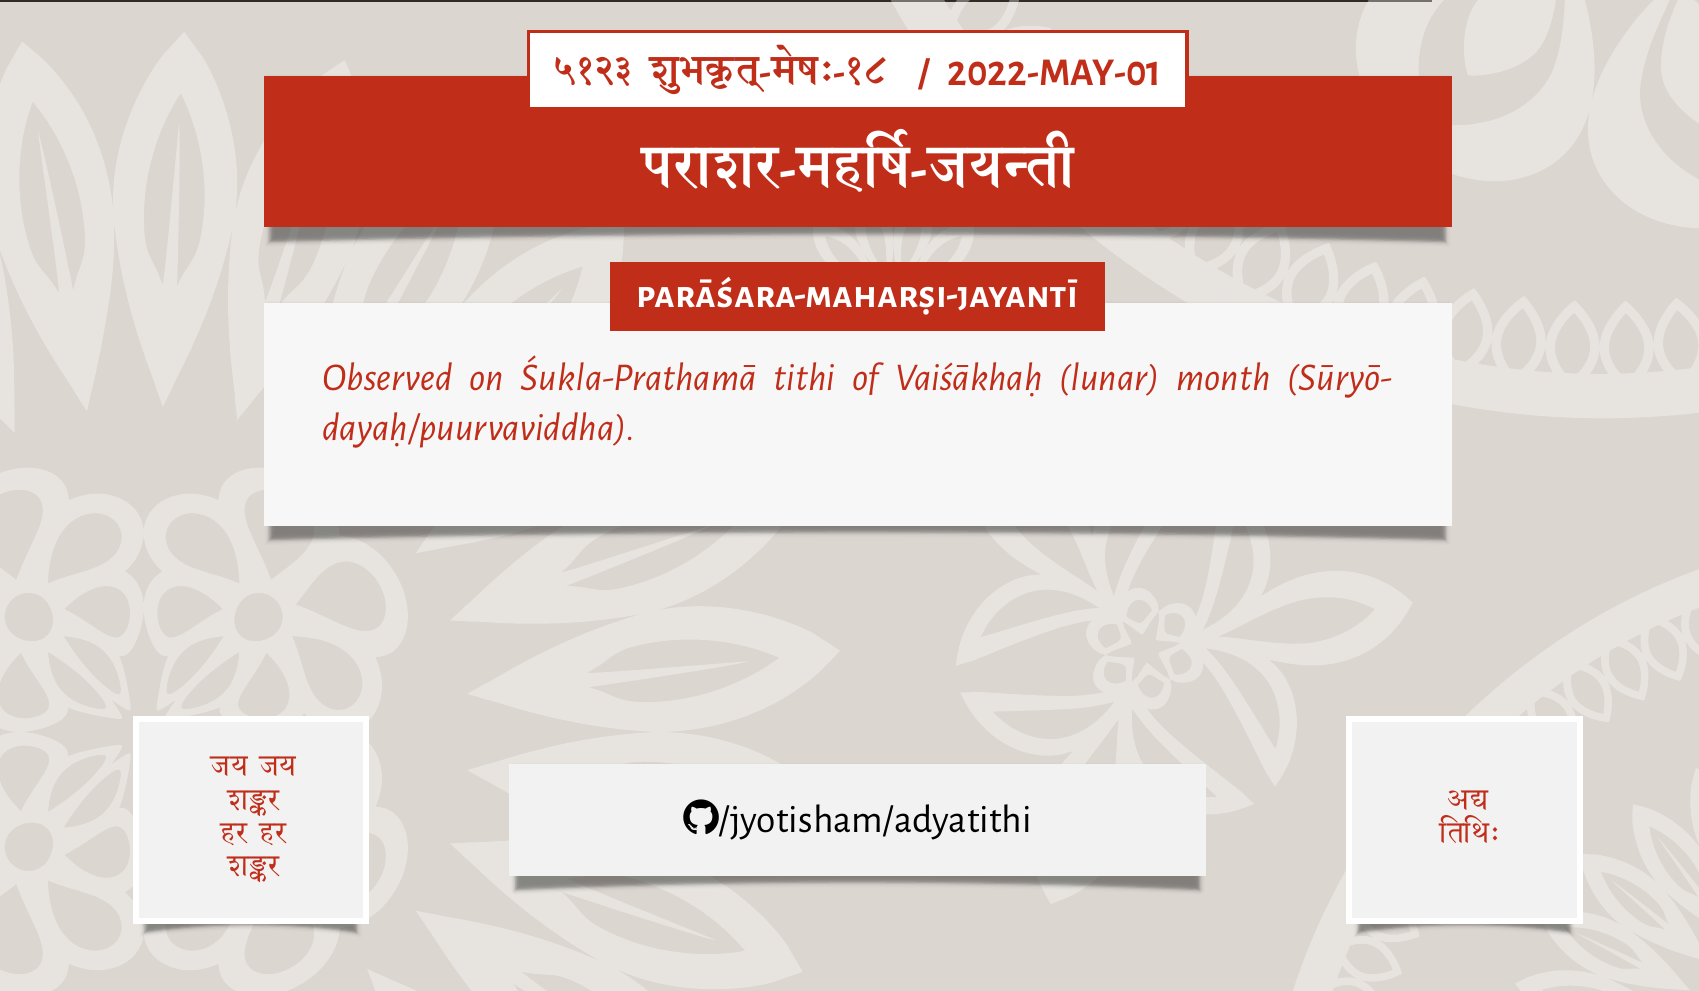 ५१२३ शुभकृत्-मेषः-१८ / 2022-MAY-01
पराशर-महर्षि-जयन्ती
PARĀŚARA-MAHARṢI-JAYANTĪ
Observed on Śukla-Prathamā tithi of Vaiśākhaḥ (lunar) month (Sūryō-
dayaḥ/puurvaviddha).
जय जय
शङ्कर
हर हर
शङ्कर
/jyotisham/adyatithi
अद्य
तिथिः